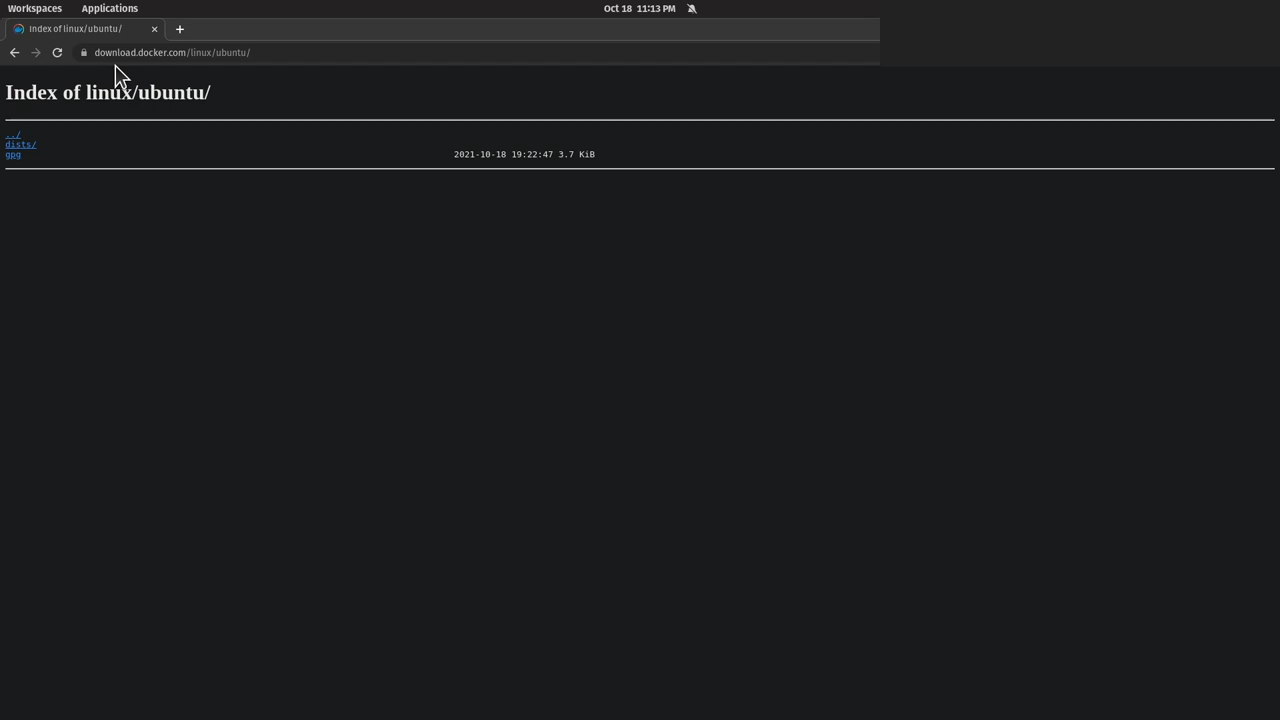 Workspaces Applications Oct 18 11:13 PM
Index of linux/ubuntu/
download.docker.com/linux/ubuntu/
Index of linux/ubuntu/
../
dists/
gpg 2021-10-18 19:22:47 3.7 KiB